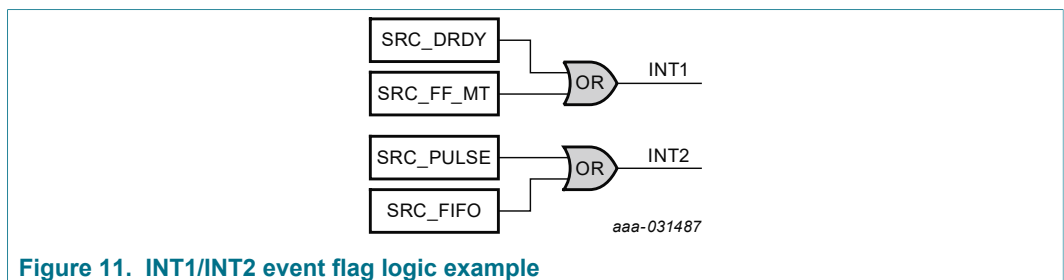 SRC_DRDY
SRC_FF_MT
OR
INT1
SRC_PULSE
SRC_FIFO
OR
INT2
aaa-031487
Figure 11. INT1/INT2 event flag logic example